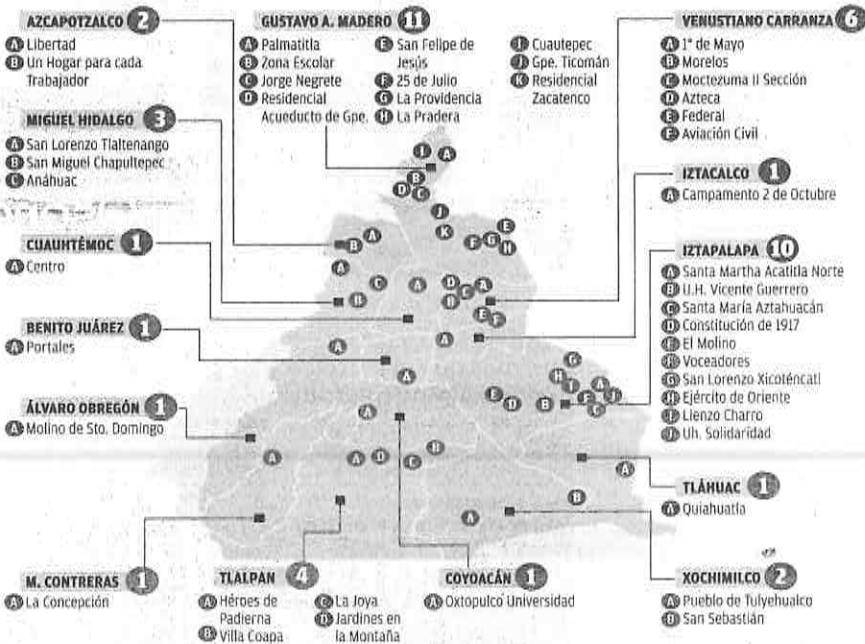 AZCAPOTZALCO 2
A Libertad
B Un Hogar para cada
Trabajador
GUSTAVO A. MADERO 11
A Palmatitla
B Zona Escolar
C Jorge Negrete
D Residencial
Acueducto de Gpe.
E San Felipe de
Jesús
F 25 de Julio
G La Providencia
H La Pradera
I Cuautepec
J Gpe. Ticomán
K Residencial
Zacatenco
VENUSTIANO CARRANZA 6
A 1° de Mayo
B Morelos
C Moctezuma II Sección
D Azteca
E Federal
F Aviación Civil
MIGUEL HIDALGO 3
A San Lorenzo Tlaltenango
B San Miguel Chapultepec
C Anáhuac
IZTACALCO 1
A Campamento 2 de Octubre
CUAUHTÉMOC 1
A Centro
IZTAPALAPA 10
A Santa Martha Acatitla Norte
B U.H. Vicente Guerrero
C Santa María Aztahuacán
D Constitución de 1917
E El Molino
F Voceadores
G San Lorenzo Xicoténcatl
H Ejército de Oriente
I Lienzo Charro
J Uh. Solidaridad
BENITO JUÁREZ 1
A Portales
ÁLVARO OBREGÓN 1
A Molino de Sto. Domingo
TLÁHUAC 1
A Quiahuatla
M. CONTRERAS 1
A La Concepción
TLALPAN 4
A Héroes de
Padierna
B Villa Coapa
C La Joya
D Jardines en
la Montaña
COYOACÁN 1
A Oxtopulco Universidad
XOCHIMILCO 2
A Pueblo de Tulyehualco
B San Sebastián